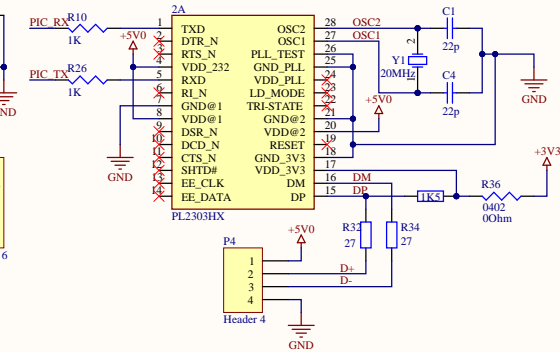 PIC_RX R10 1K
PIC_TX R26 1K
+5V0
GND
ND
6
2A
1 TXD OSC2 28 OSC2
2 DTR_N OSC1 27 OSC1
3 RTS_N PLL_TEST 26
4 VDD_232 GND_PLL 25
5 RXD VDD_PLL 24
6 RI_N LD_MODE 23
7 GND@1 TRI-STATE 22
8 VDD@1 GND@2 21
9 DSR_N VDD@2 20
10 DCD_N RESET 19
11 CTS_N GND_3V3 18
12 SHTD# VDD_3V3 17
13 EE_CLK DM 16 DM
14 EE_DATA DP 15 DP
PL2303HX
C1
22p
1
2
Y1
20MHz
C4
22p
GND
+5V0
+3V3
1K5
R36
0402
0Ohm
R32
27
R34
27
+5V0
P4
1
2 D+
3 D-
4
Header 4
GND